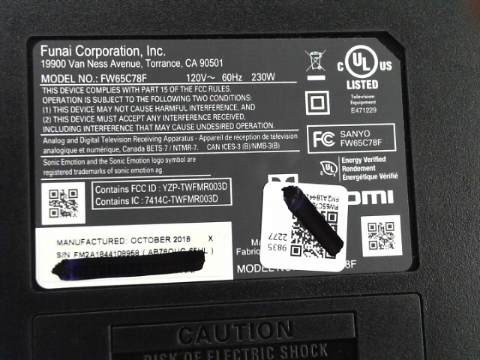 Funai Corporation, Inc.
19900 Van Ness Avenue, Torrance, CA 90501
MODEL NO.: FW65C78F 120V~ 60Hz 230W
THIS DEVICE COMPLIES WITH PART 15 OF THE FCC RULES.
OPERATION IS SUBJECT TO THE FOLLOWING TWO CONDITIONS:
(1) THIS DEVICE MAY NOT CAUSE HARMFUL INTERFERENCE, AND
(2) THIS DEVICE MUST ACCEPT ANY INTERFERENCE RECEIVED,
INCLUDING INTERFERENCE THAT MAY CAUSE UNDESIRED OPERATION.
Analog and Digital Television Receiving Apparatus - Appareil de réception de télévision
analogique et numérique, Canada BETS-7 / NTMR-7. CAN ICES-3 (B)/NMB-3(B)
Sonic Emotion and the Sonic Emotion logo symbol are
registered trademarks of sonic emotion ag.
C UL US
LISTED
Television
Equipment
E471229
FC SANYO
FW65C78F
UL Energy Verified
Rendement
Énergétique Vérifié
Contains FCC ID : YZP-TWFMR003D
Contains IC : 7414C-TWFMR003D
9835
2277
MANUFACTURED: OCTOBER 2018 X
S/N
MODEL
78F
CAUTION
RISK OF ELECTRIC SHOCK